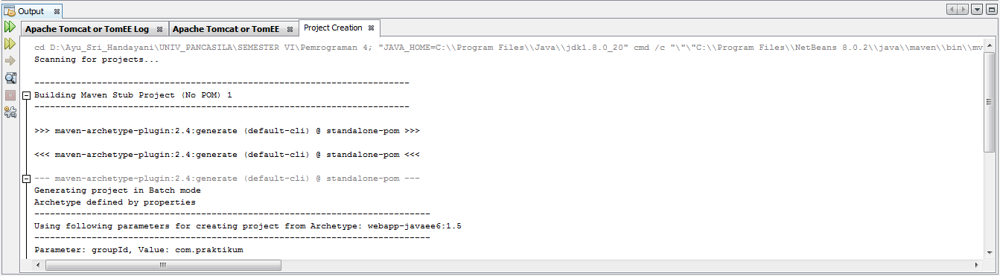 Output
Apache Tomcat or TomEE Log
Apache Tomcat or TomEE
Project Creation
cd D:\Ayu_Sri_Handayani\UNIV_PANCASILA\SEMESTER VI\Pemrograman 4; "JAVA_HOME=C:\\Program Files\\Java\\jdk1.8.0_20" cmd /c "\"\"C:\\Program Files\\NetBeans 8.0.2\\java\\maven\\bin\\mv
Scanning for projects...
------------------------------------------------------------------------
Building Maven Stub Project (No POM) 1
------------------------------------------------------------------------
>>> maven-archetype-plugin:2.4:generate (default-cli) @ standalone-pom >>>
<<< maven-archetype-plugin:2.4:generate (default-cli) @ standalone-pom <<<
--- maven-archetype-plugin:2.4:generate (default-cli) @ standalone-pom ---
Generating project in Batch mode
Archetype defined by properties
----------------------------------------------------------------------------
Using following parameters for creating project from Archetype: webapp-javaee6:1.5
----------------------------------------------------------------------------
Parameter: groupId, Value: com.praktikum